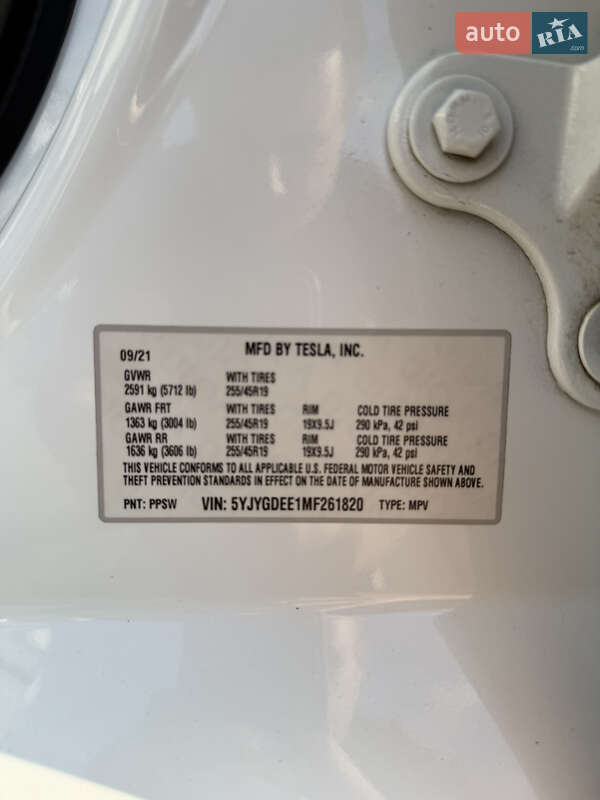 auto RIA .com
09/21 MFD BY TESLA, INC.
GVWR WITH TIRES
2591 kg (5712 lb) 255/45R19
GAWR FRT WITH TIRES RIM COLD TIRE PRESSURE
1363 kg (3004 lb) 255/45R19 19X9.5J 290 kPa, 42 psi
GAWR RR WITH TIRES RIM COLD TIRE PRESSURE
1636 kg (3606 lb) 255/45R19 19X9.5J 290 kPa, 42 psi
THIS VEHICLE CONFORMS TO ALL APPLICABLE U.S. FEDERAL MOTOR VEHICLE SAFETY AND
THEFT PREVENTION STANDARDS IN EFFECT ON THE DATE OF MANUFACTURE SHOWN ABOVE.
PNT: PPSW VIN: 5YJYGDEE1MF261820 TYPE: MPV